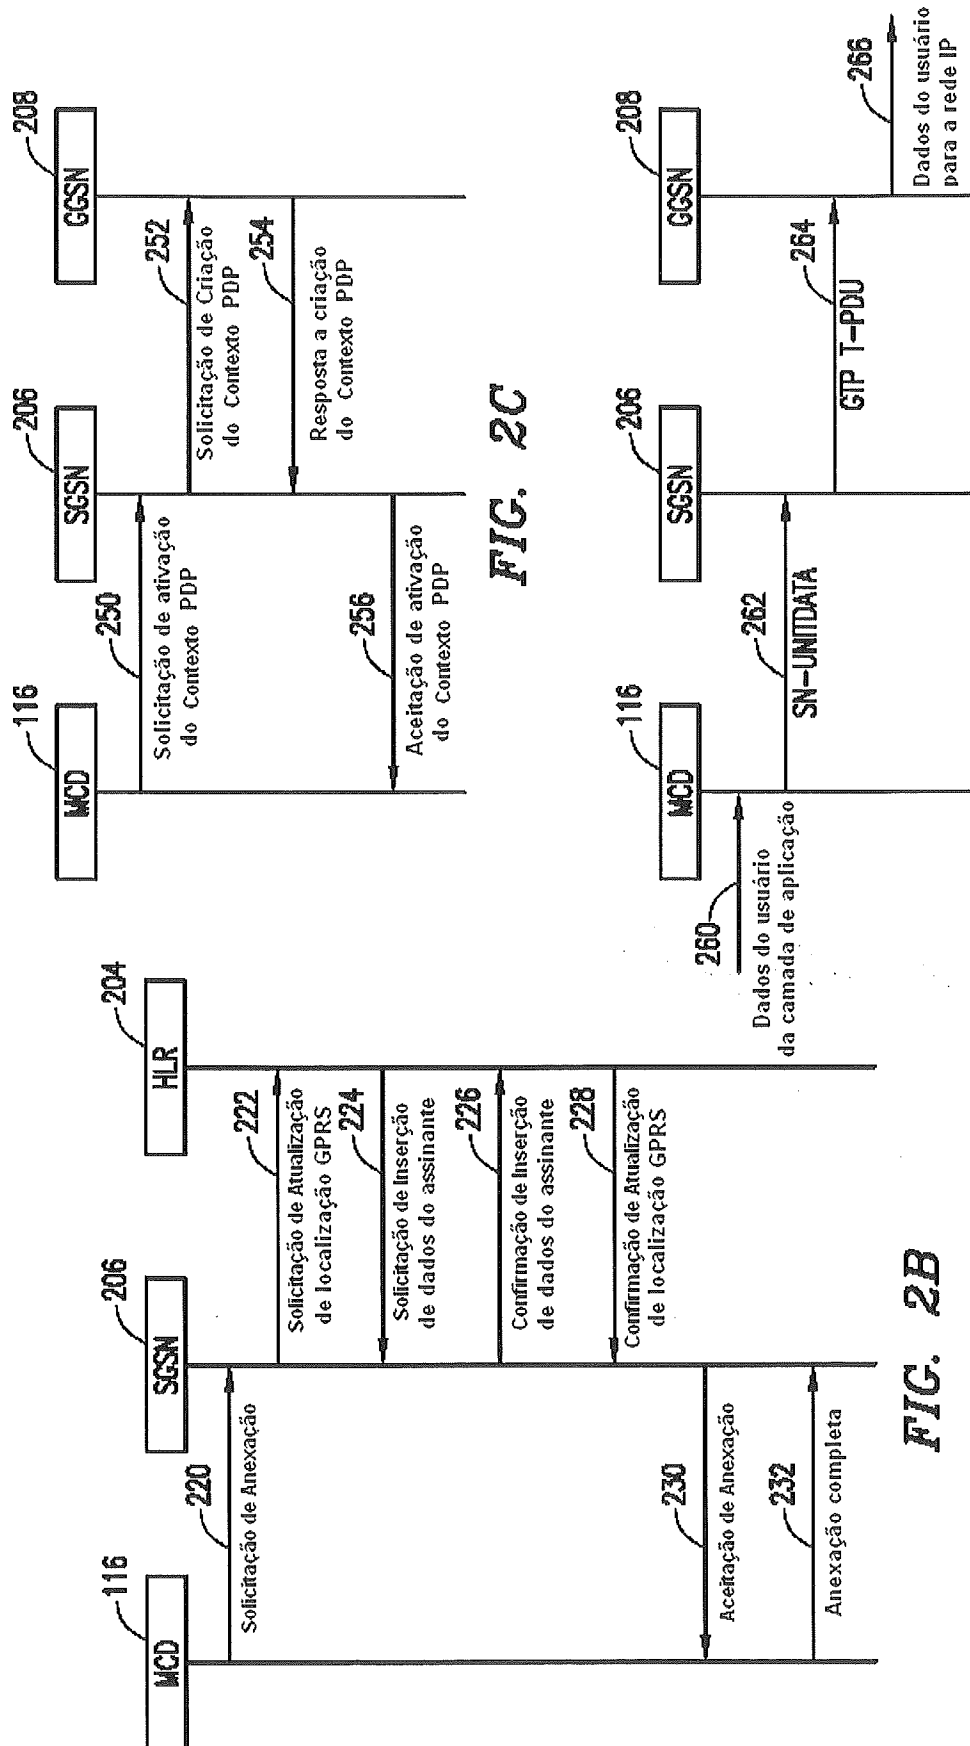 MCD
116
SGSN
206
HLR
204
220
Solicitação de Anexação
222
Solicitação de Atualização
de localização GPRS
224
Solicitação de Inserção
de dados do assinante
226
Confirmação de Inserção
de dados do assinante
228
Confirmação de Atualização
de localização GPRS
230
Aceitação de Anexação
232
Anexação completa
FIG. 2B
MCD
116
SGSN
206
GGSN
208
250
Solicitação de ativação
do Contexto PDP
252
Solicitação de Criação
do Contexto PDP
254
Resposta a criação
do Contexto PDP
256
Aceitação de ativação
do Contexto PDP
FIG. 2C
MCD
116
SGSN
206
GGSN
208
260
Dados do usuário
da camada de aplicação
262
SN-UNITDATA
264
GTP T-PDU
266
Dados do usuário
para a rede IP